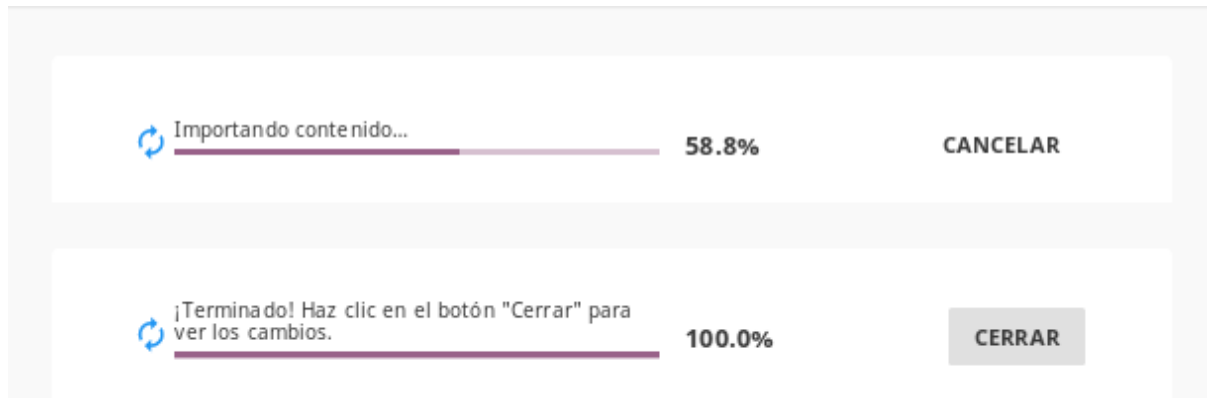 Importando contenido...
58.8%
CANCELAR
¡Terminado! Haz clic en el botón "Cerrar" para
ver los cambios.
100.0%
CERRAR